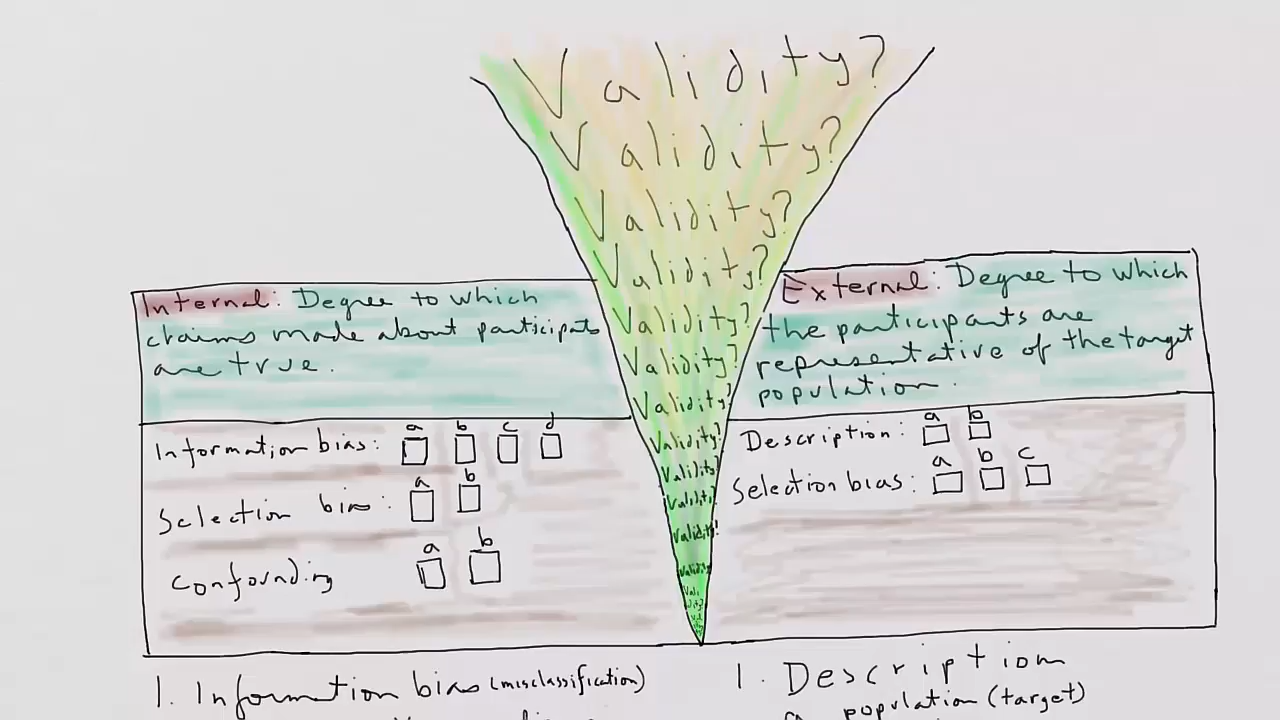 Validity?
Validity?
Validity?
Validity?
Validity?
Validity?
Validity?
Validity?
Validity?
Validity?
Validity?
Validity
Internal: Degree to which
claims made about participants
are true.
Information bias: a b c d
Selection bias: a b
Confounding a b
External: Degree to which
the participants are
representative of the target
population.
Description: a b
Selection bias: a b c
1. Information bias (misclassification)
1. Description
a population (target)